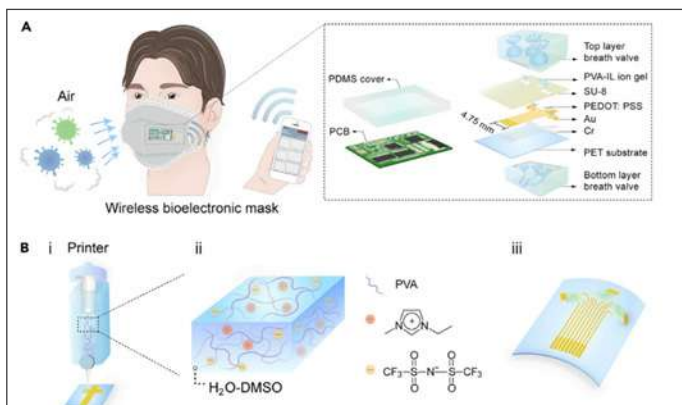 A
Air
Wireless bioelectronic mask
PDMS cover
PCB
4.75 mm
Top layer
breath valve
PVA-IL ion gel
SU-8
PEDOT: PSS
Au
Cr
PET substrate
Bottom layer
breath valve
B i Printer
ii
PVA
N + N
H₂O-DMSO
O O
CF₃-S-N⁻-S-CF₃
O O
iii